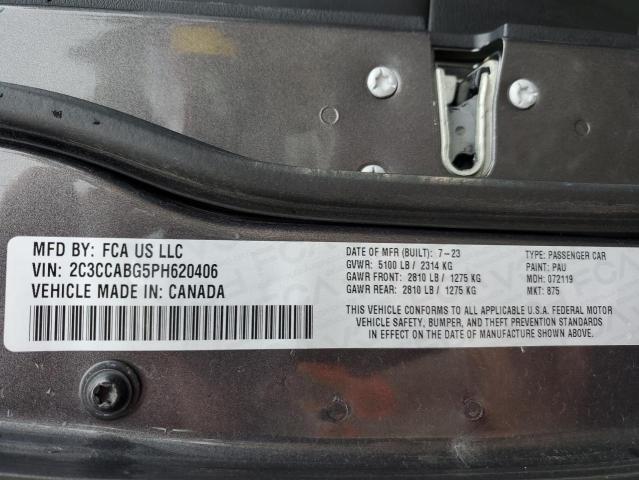 MFD BY: FCA US LLC
VIN: 2C3CCABG5PH620406
VEHICLE MADE IN: CANADA
DATE OF MFR (BUILT): 7-23
GVWR: 5100 LB / 2314 KG
GAWR FRONT: 2810 LB / 1275 KG
GAWR REAR: 2810 LB / 1275 KG
TYPE: PASSENGER CAR
PAINT: PAU
MDH: 072119
MKT: 875
THIS VEHICLE CONFORMS TO ALL APPLICABLE U.S.A. FEDERAL MOTOR
VEHICLE SAFETY, BUMPER, AND THEFT PREVENTION STANDARDS
IN EFFECT ON THE DATE OF MANUFACTURE SHOWN ABOVE.